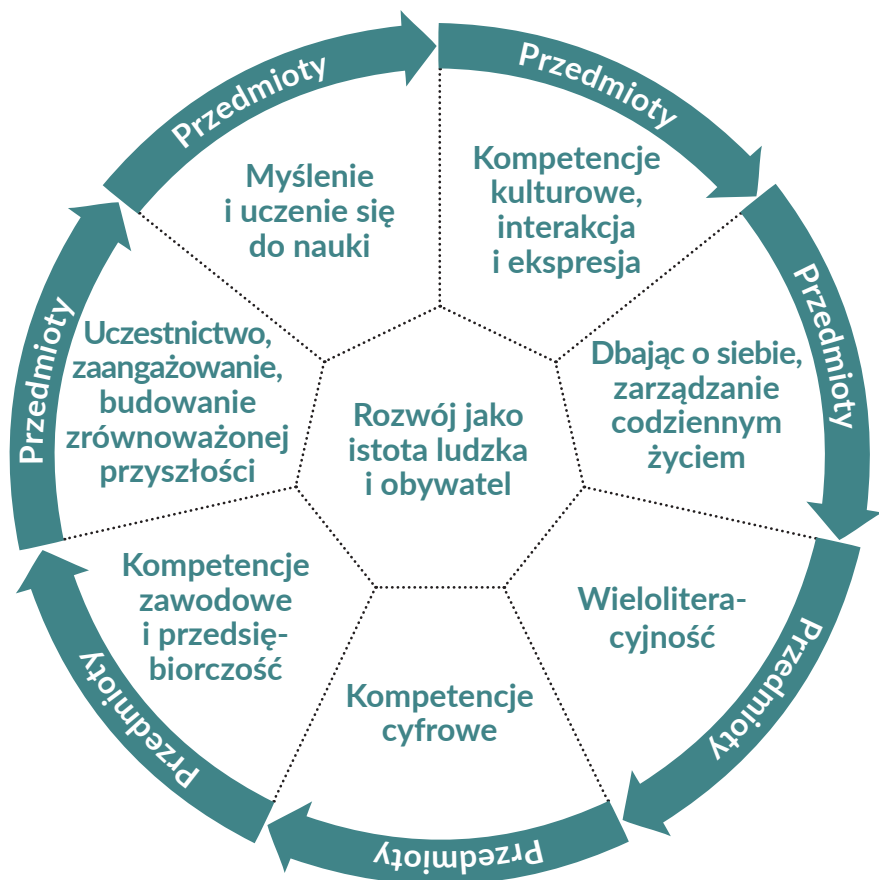 Przedmioty
Kompetencje
kulturowe,
interakcja
i ekspresja
Przedmioty
Dbając o siebie,
zarządzanie
codziennym
życiem
Przedmioty
Wielolitera-
cyjność
Przedmioty
Kompetencje
cyfrowe
Przedmioty
Kompetencje
zawodowe
i przedsię-
biorczość
Przedmioty
Uczestnictwo,
zaangażowanie,
budowanie
zrównoważonej
przyszłości
Przedmioty
Myślenie
i uczenie się
do nauki
Rozwój jako
istota ludzka
i obywatel